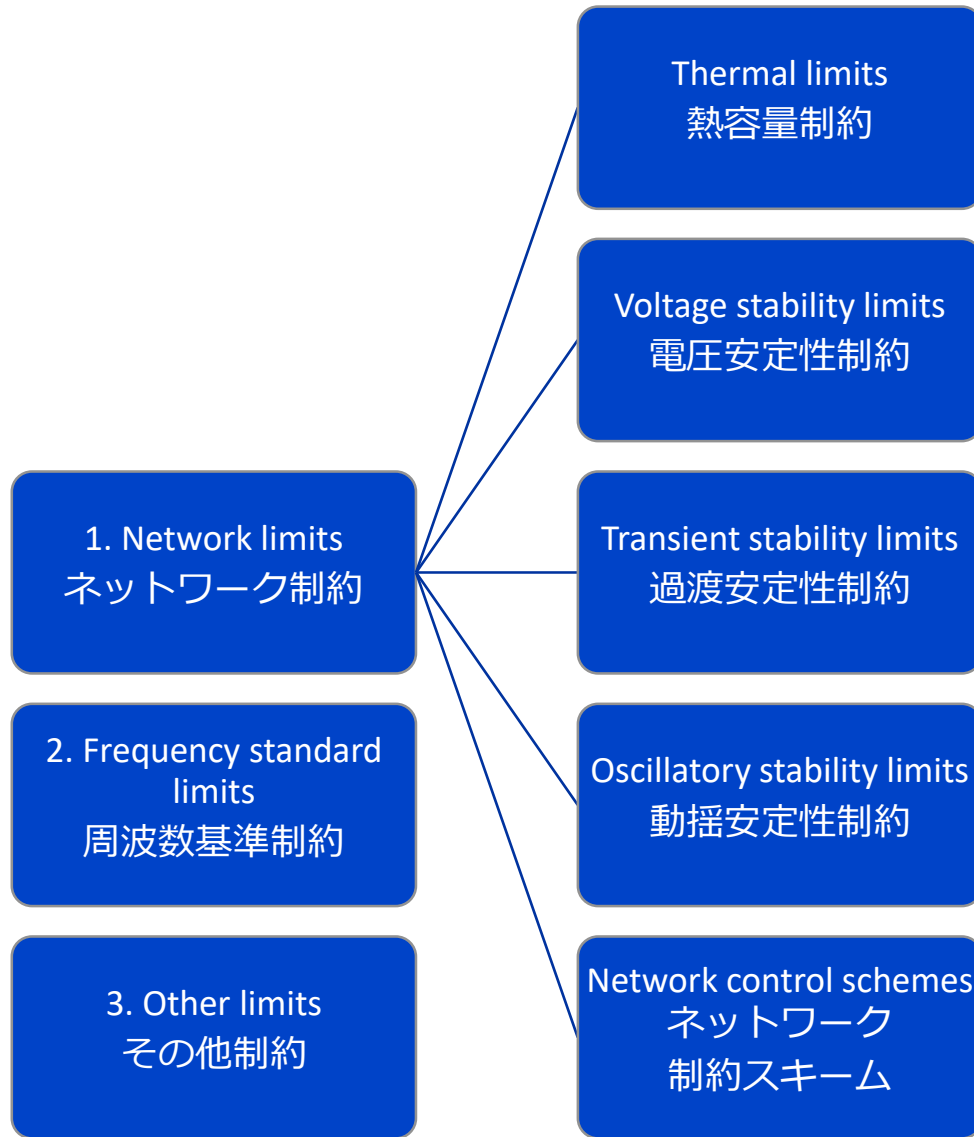 1. Network limits
ネットワーク制約
2. Frequency standard
limits
周波数基準制約
3. Other limits
その他制約
Thermal limits
熱容量制約
Voltage stability limits
電圧安定性制約
Transient stability limits
過渡安定性制約
Oscillatory stability limits
動揺安定性制約
Network control schemes
ネットワーク
制約スキーム